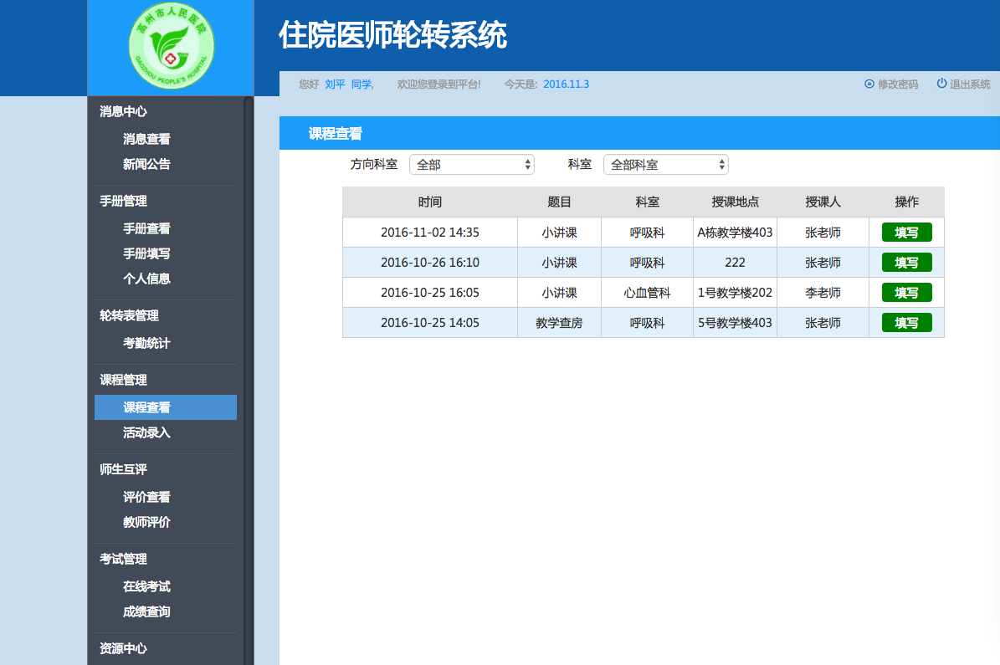 高州市人民医院
GAOZHOU PEOPLE'S HOSPITAL
住院医师轮转系统
您好 刘平 同学, 欢迎您登录到平台! 今天是: 2016.11.3 修改密码 退出系统
消息中心
消息查看
新闻公告
手册管理
手册查看
手册填写
个人信息
轮转表管理
考勤统计
课程管理
课程查看
活动录入
师生互评
评价查看
教师评价
考试管理
在线考试
成绩查询
资源中心
课程查看
方向科室 全部 科室 全部科室
时间 题目 科室 授课地点 授课人 操作
2016-11-02 14:35 小讲课 呼吸科 A栋教学楼403 张老师 填写
2016-10-26 16:10 小讲课 呼吸科 222 张老师 填写
2016-10-25 16:05 小讲课 心血管科 1号教学楼202 李老师 填写
2016-10-25 14:05 教学查房 呼吸科 5号教学楼403 张老师 填写